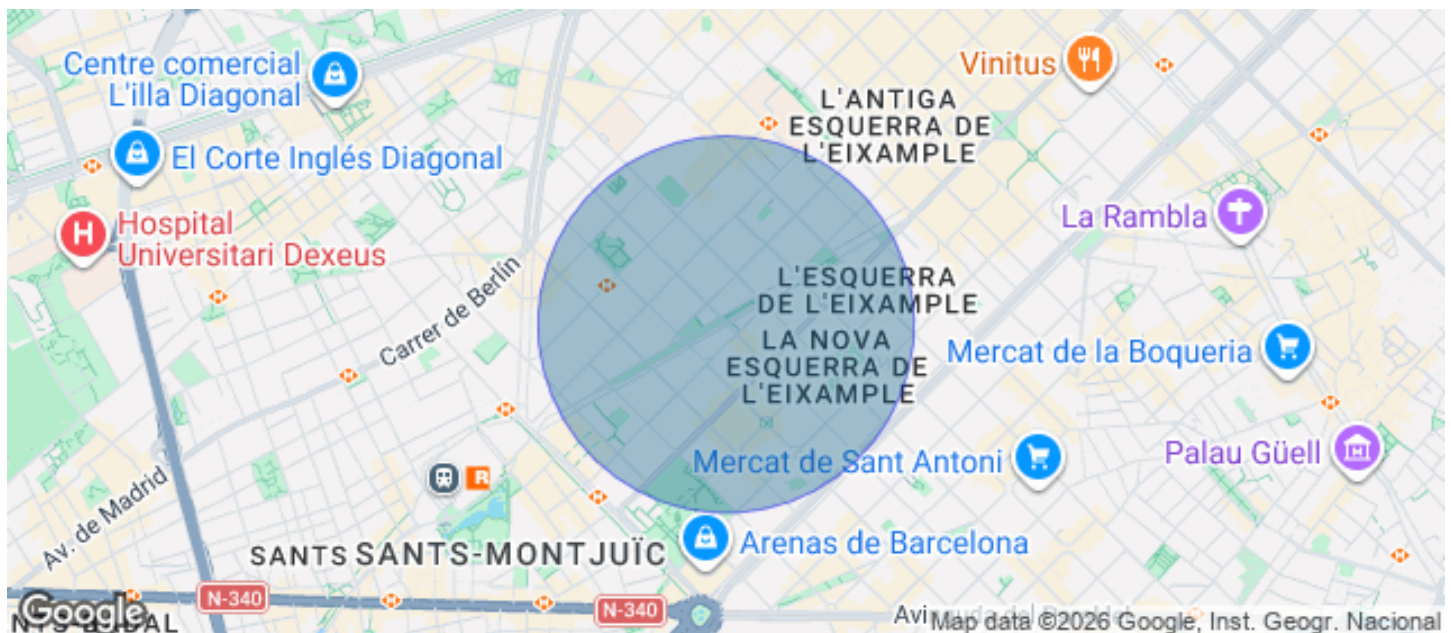 Centre comercial
L'illa Diagonal
El Corte Inglés Diagonal
Hospital
Universitari Dexeus
Vinitus
L'ANTIGA
ESQUERRA DE
L'EIXAMPLE
La Rambla
Carrer de Berlín
L'ESQUERRA
DE L'EIXAMPLE
LA NOVA
ESQUERRA DE
L'EIXAMPLE
Mercat de la Boqueria
Mercat de Sant Antoni
Palau Güell
Av. de Madrid
R
SANTS
SANTS-MONTJUÏC
Arenas de Barcelona
N-340
N-340
Google
Map data ©2026 Google, Inst. Geogr. Nacional